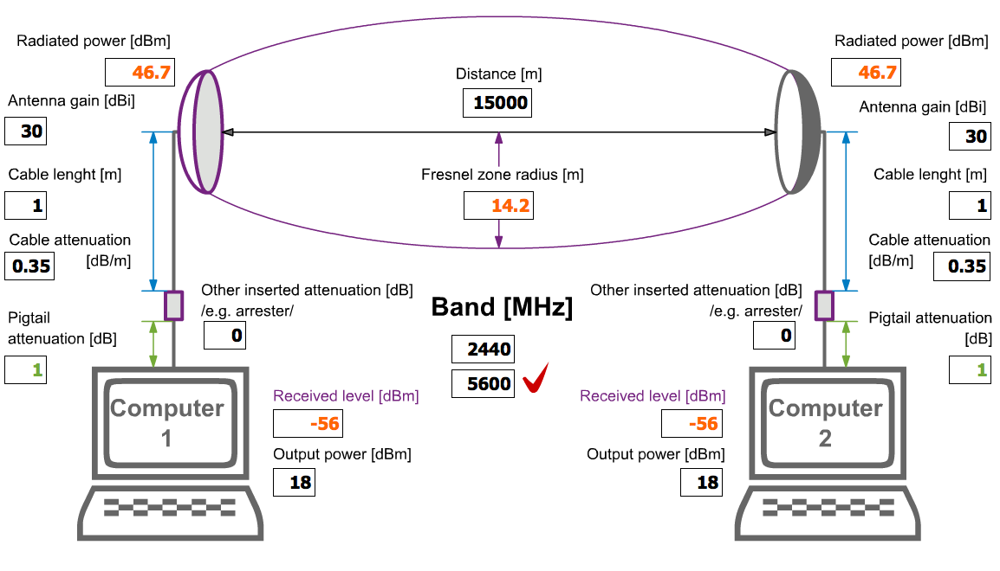 Radiated power [dBm]
46.7
Antenna gain [dBi]
30
Cable lenght [m]
1
Cable attenuation
[dB/m]
0.35
Pigtail
attenuation [dB]
1
Other inserted attenuation [dB]
/e.g. arrester/
0
Computer
1
Received level [dBm]
-56
Output power [dBm]
18
Distance [m]
15000
Fresnel zone radius [m]
14.2
Band [MHz]
2440
5600
Radiated power [dBm]
46.7
Antenna gain [dBi]
30
Cable lenght [m]
1
Cable attenuation
[dB/m]
0.35
Other inserted attenuation [dB]
/e.g. arrester/
0
Pigtail attenuation
[dB]
1
Received level [dBm]
-56
Output power [dBm]
18
Computer
2